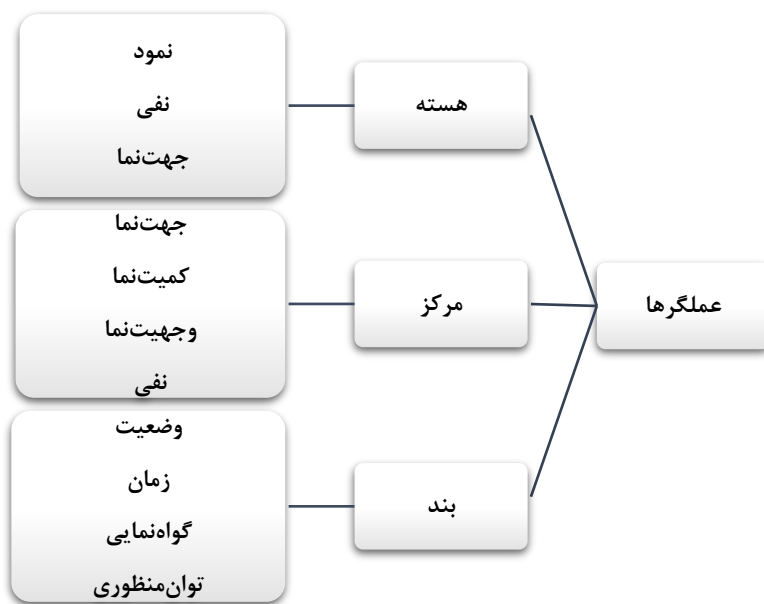 عملگرها
هسته
نمود
نفی
جهت‌نما
مرکز
جهت‌نما
کمیت‌نما
وجهیت‌نما
نفی
بند
وضعیت
زمان
گواه‌نمایی
توان‌منظوری